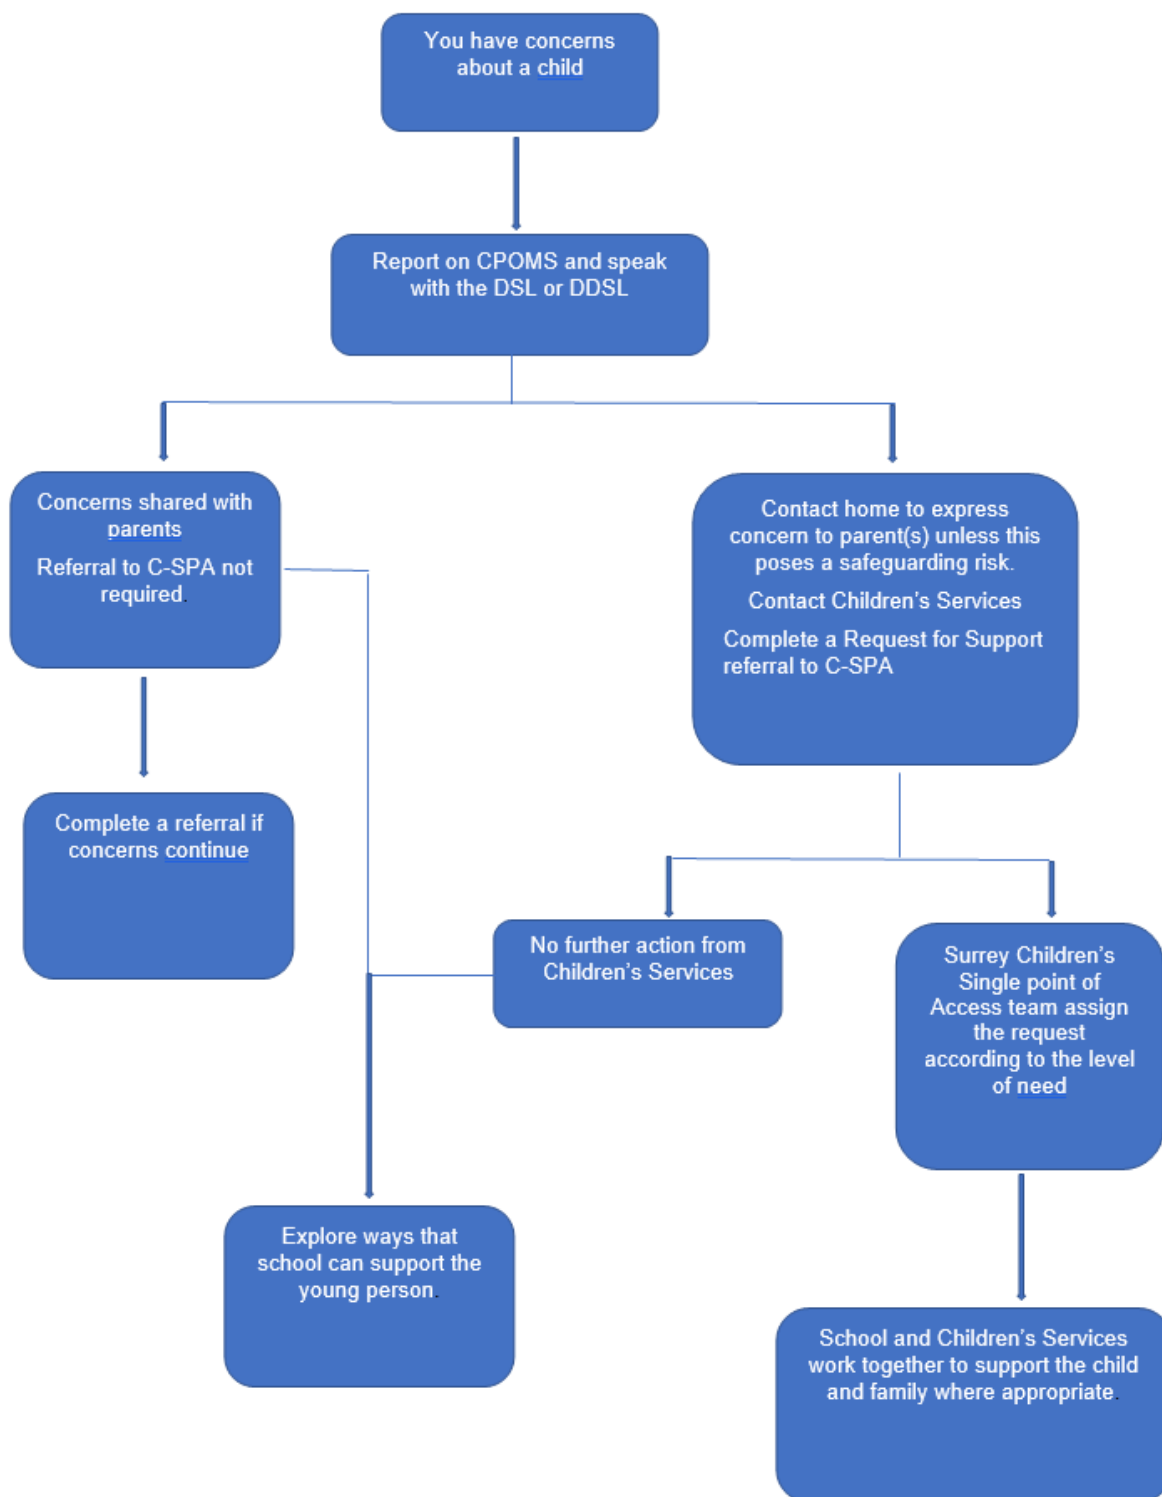 You have concerns
about a child
Report on CPOMS and speak
with the DSL or DDSL
Concerns shared with
parents
Referral to C-SPA not
required.
Contact home to express
concern to parent(s) unless this
poses a safeguarding risk.
Contact Children's Services
Complete a Request for Support
referral to C-SPA
Complete a referral if
concerns continue
No further action from
Children's Services
Surrey Children's
Single point of
Access team assign
the request
according to the level
of need
Explore ways that
school can support the
young person.
School and Children's Services
work together to support the child
and family where appropriate.